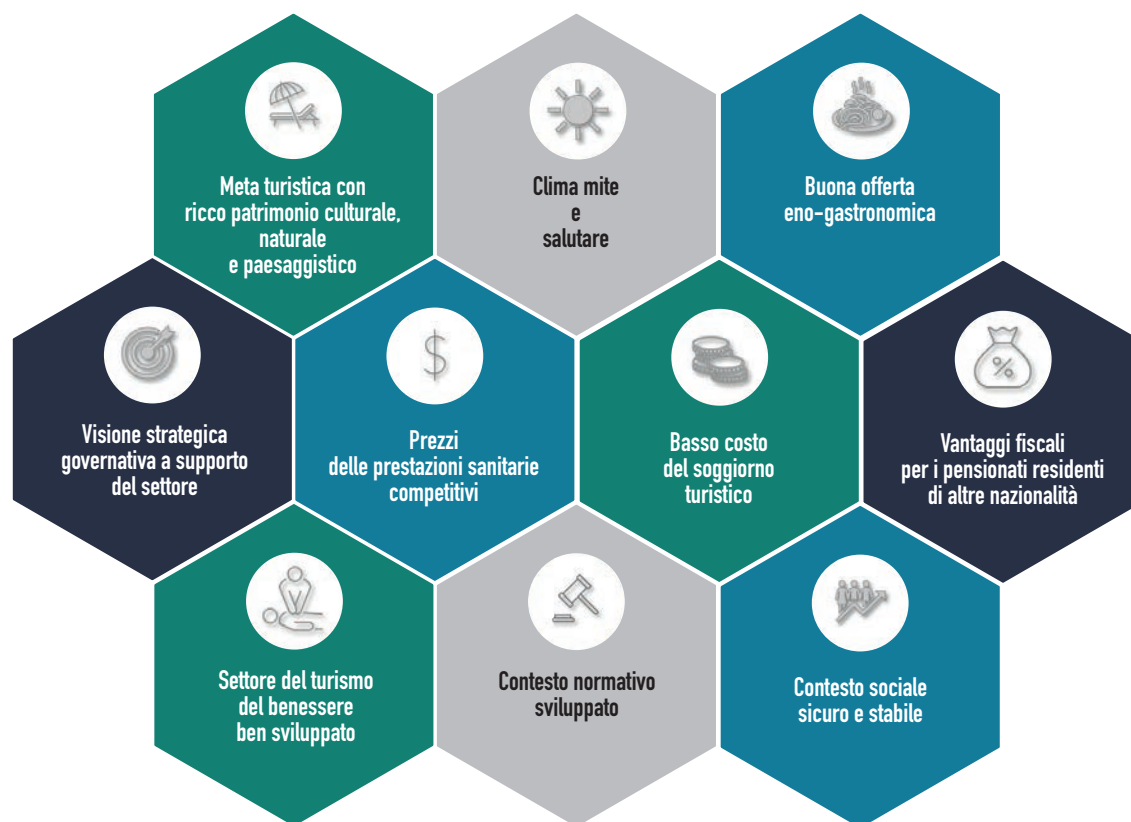 Meta turistica con
ricco patrimonio culturale,
naturale
e paesaggistico
Clima mite
e
salutare
Buona offerta
eno-gastronomica
Visione strategica
governativa a supporto
del settore
Prezzi
delle prestazioni sanitarie
competitivi
Basso costo
del soggiorno
turistico
Vantaggi fiscali
per i pensionati residenti
di altre nazionalità
Settore del turismo
del benessere
ben sviluppato
Contesto normativo
sviluppato
Contesto sociale
sicuro e stabile